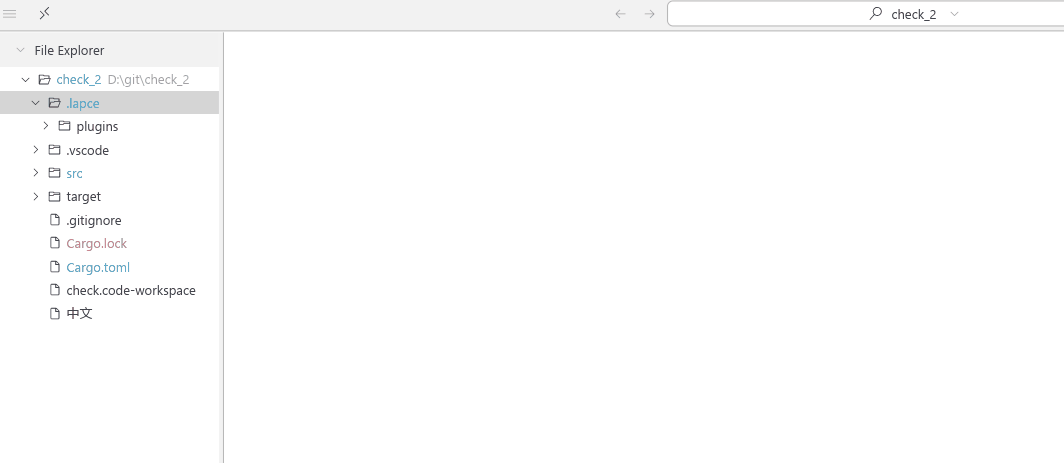 check_2
File Explorer
check_2 D:\git\check_2
.lapce
plugins
.vscode
src
target
.gitignore
Cargo.lock
Cargo.toml
check.code-workspace
中文